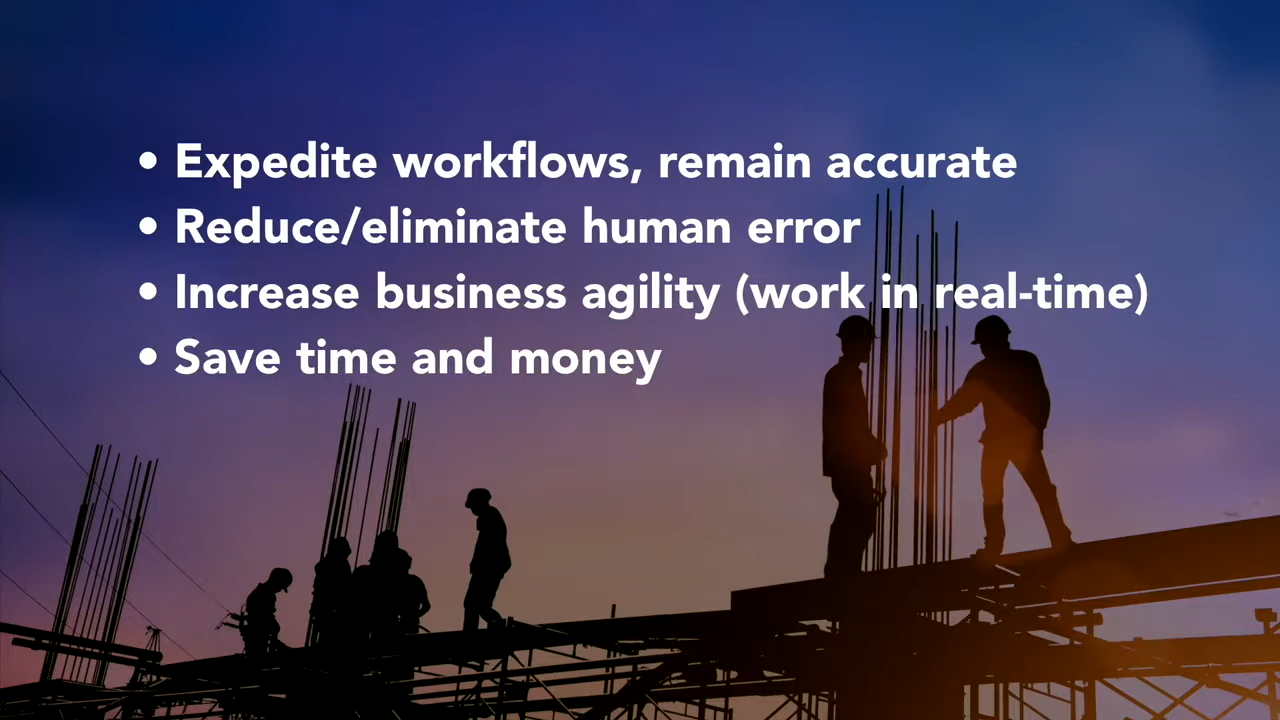 • Expedite workflows, remain accurate
• Reduce/eliminate human error
• Increase business agility (work in real-time)
• Save time and money